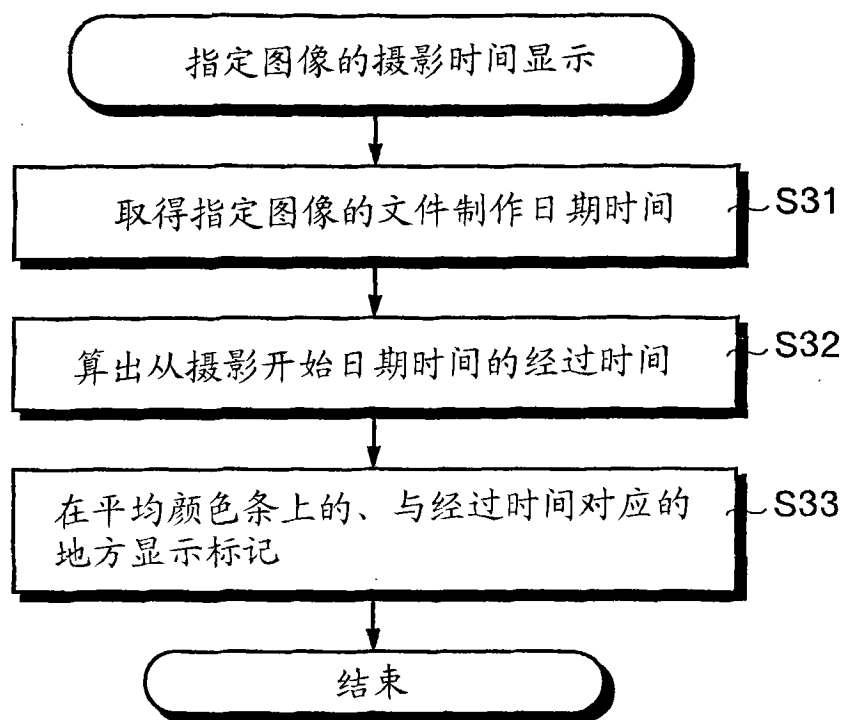 指定图像的摄影时间显示
取得指定图像的文件制作日期时间
S31
算出从摄影开始日期时间的经过时间
S32
在平均颜色条上的、与经过时间对应的
地方显示标记
S33
结束